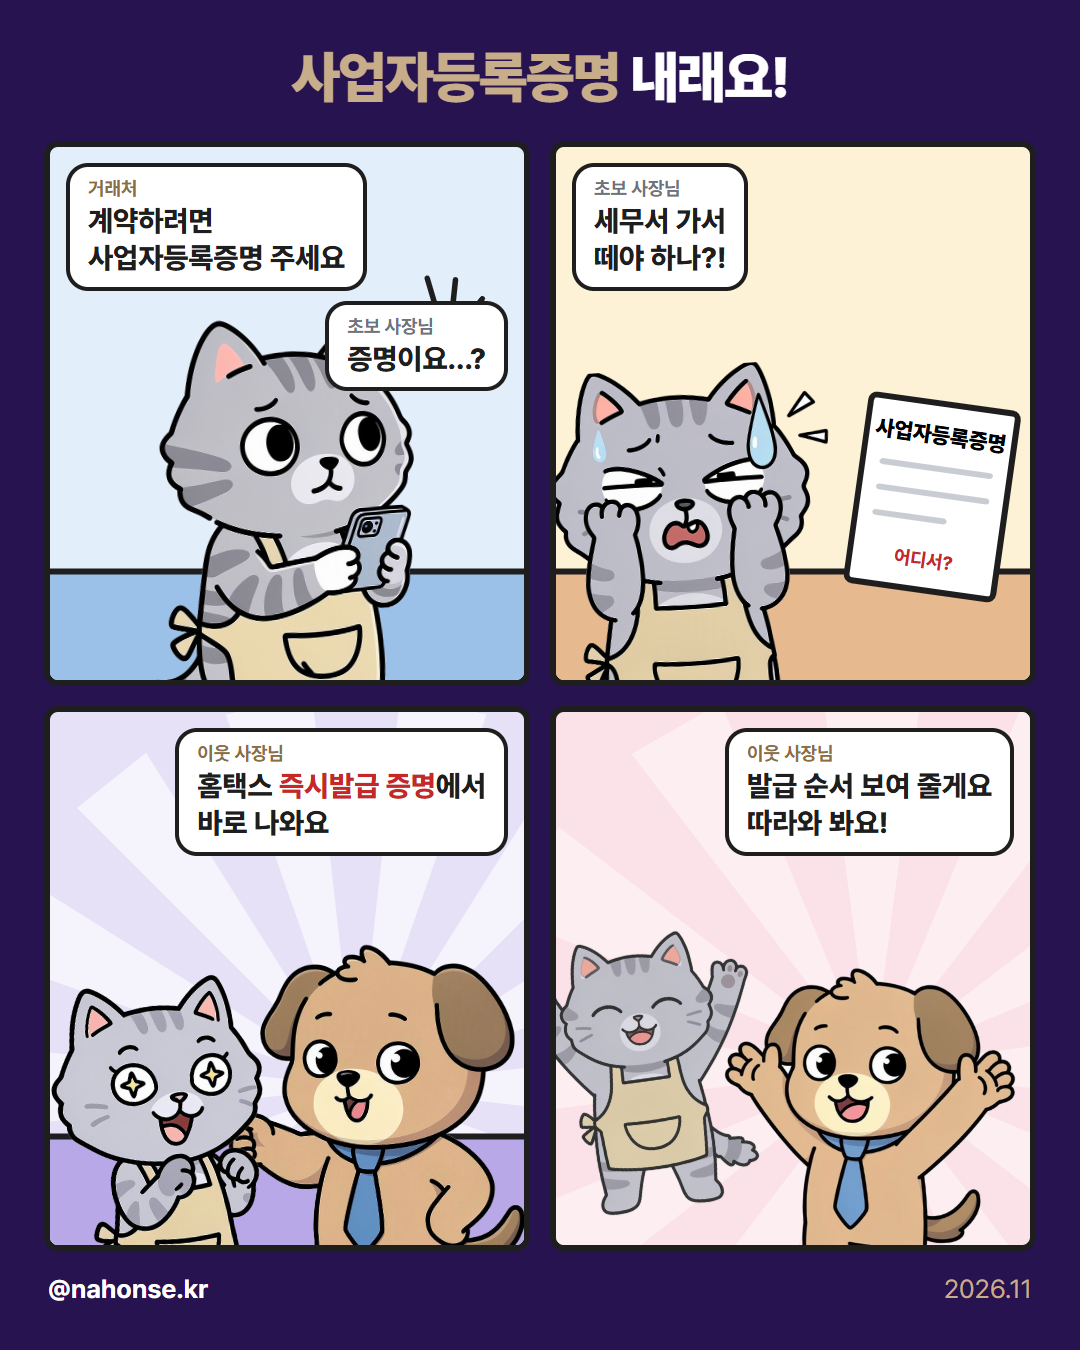 사업자등록증명 내래요!
거래처
계약하려면
사업자등록증명 주세요
초보 사장님
증명이요...?
초보 사장님
세무서 가서
떼야 하나?!
사업자등록증명
어디서?
이웃 사장님
홈택스 즉시발급 증명에서
바로 나와요
이웃 사장님
발급 순서 보여 줄게요
따라와 봐요!
@nahonse.kr
2026.11